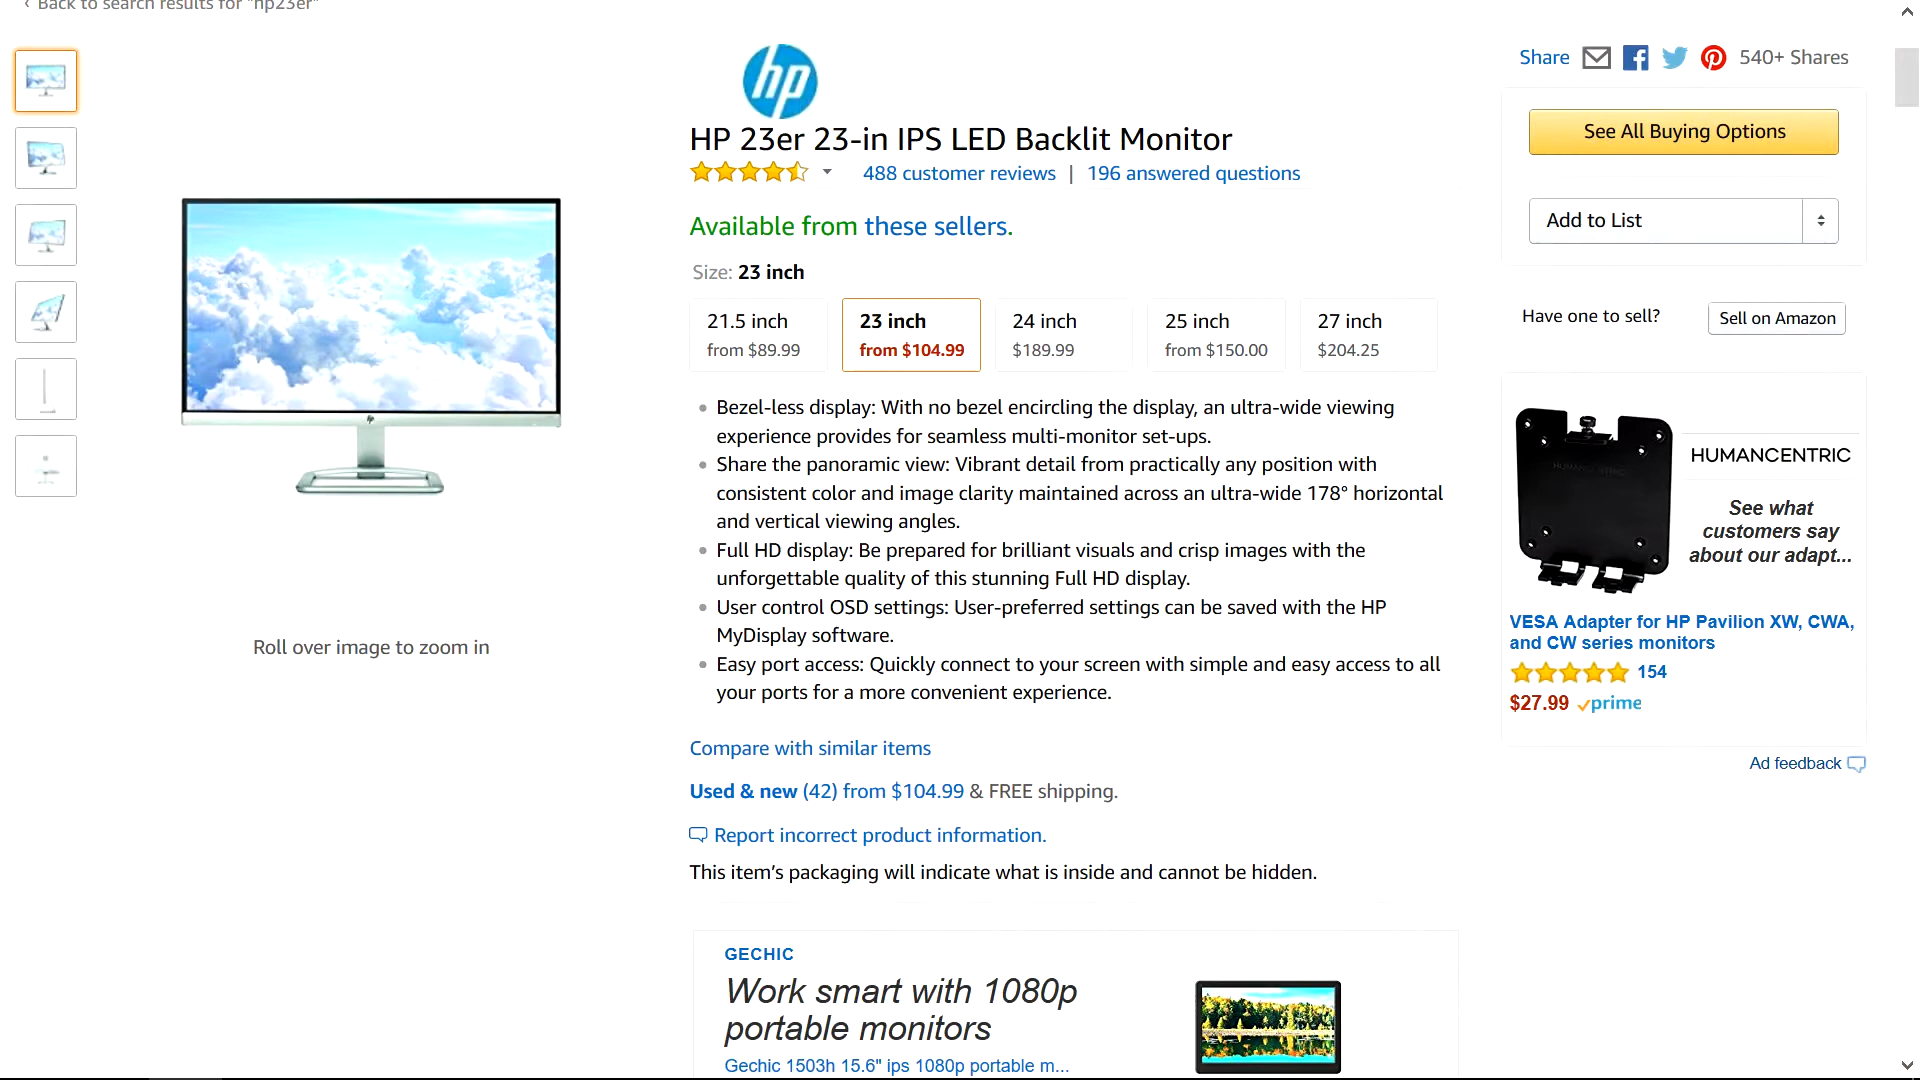 ‹ Back to search results for "hp23er"
hp
HP 23er 23-in IPS LED Backlit Monitor
488 customer reviews | 196 answered questions
Available from these sellers.
Size: 23 inch
21.5 inch
from $89.99
23 inch
from $104.99
24 inch
$189.99
25 inch
from $150.00
27 inch
$204.25
Bezel-less display: With no bezel encircling the display, an ultra-wide viewing
experience provides for seamless multi-monitor set-ups.
Share the panoramic view: Vibrant detail from practically any position with
consistent color and image clarity maintained across an ultra-wide 178° horizontal
and vertical viewing angles.
Full HD display: Be prepared for brilliant visuals and crisp images with the
unforgettable quality of this stunning Full HD display.
User control OSD settings: User-preferred settings can be saved with the HP
MyDisplay software.
Easy port access: Quickly connect to your screen with simple and easy access to all
your ports for a more convenient experience.
Compare with similar items
Used & new (42) from $104.99 & FREE shipping.
Report incorrect product information.
This item's packaging will indicate what is inside and cannot be hidden.
GECHIC
Work smart with 1080p
portable monitors
Gechic 1503h 15.6" ips 1080p portable m...
hp
Roll over image to zoom in
Share 540+ Shares
See All Buying Options
Add to List
Have one to sell? Sell on Amazon
HUMANCENTRIC
HUMANCENTRIC
See what
customers say
about our adapt...
VESA Adapter for HP Pavilion XW, CWA,
and CW series monitors
154
$27.99 prime
Ad feedback